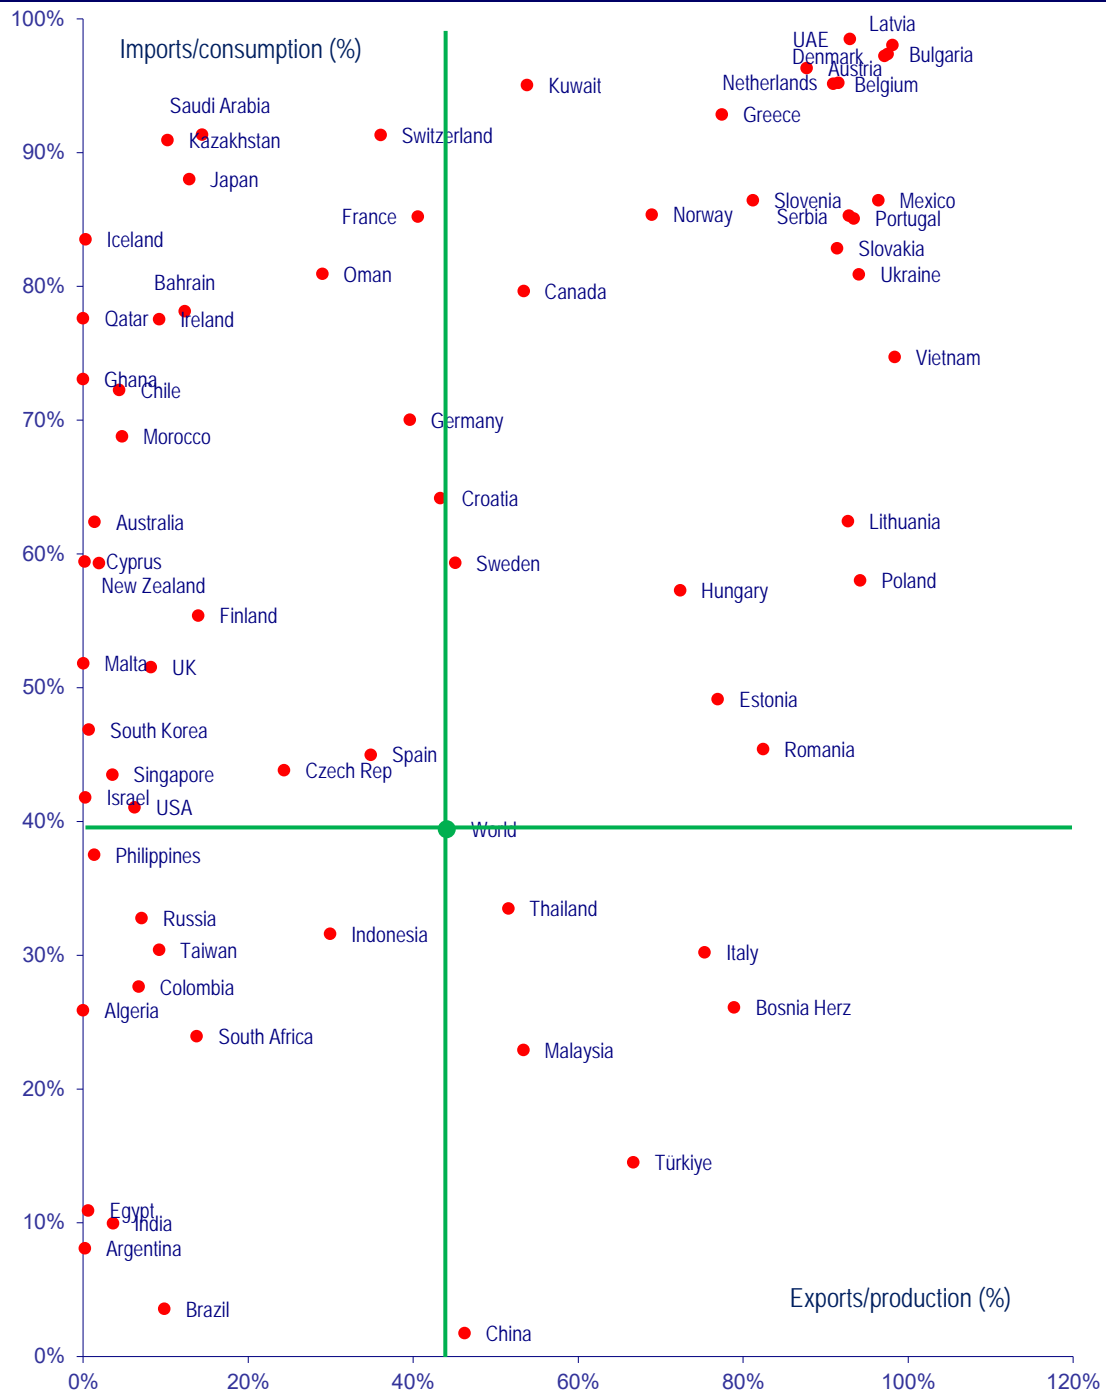 100%
Imports/consumption (%)
Latvia
UAE
Denmark
Bulgaria
Austria
Netherlands
Belgium
Kuwait
Greece
Saudi Arabia
Kazakhstan
Switzerland
90%
Japan
Slovenia
Mexico
France
Norway
Serbia
Portugal
Iceland
Slovakia
Oman
Ukraine
Bahrain
80%
Canada
Qatar
Ireland
Vietnam
Ghana
Chile
70%
Germany
Morocco
Croatia
Australia
Lithuania
60%
Cyprus
Sweden
New Zealand
Poland
Hungary
Finland
Malta
UK
50%
Estonia
South Korea
Romania
Spain
Singapore
Czech Rep
Israel
USA
40%
World
Philippines
Thailand
Russia
Indonesia
Taiwan
Italy
30%
Colombia
Algeria
Bosnia Herz
South Africa
Malaysia
20%
Türkiye
Egypt
10%
India
Argentina
Exports/production (%)
Brazil
China
0%
0%
20%
40%
60%
80%
100%
120%